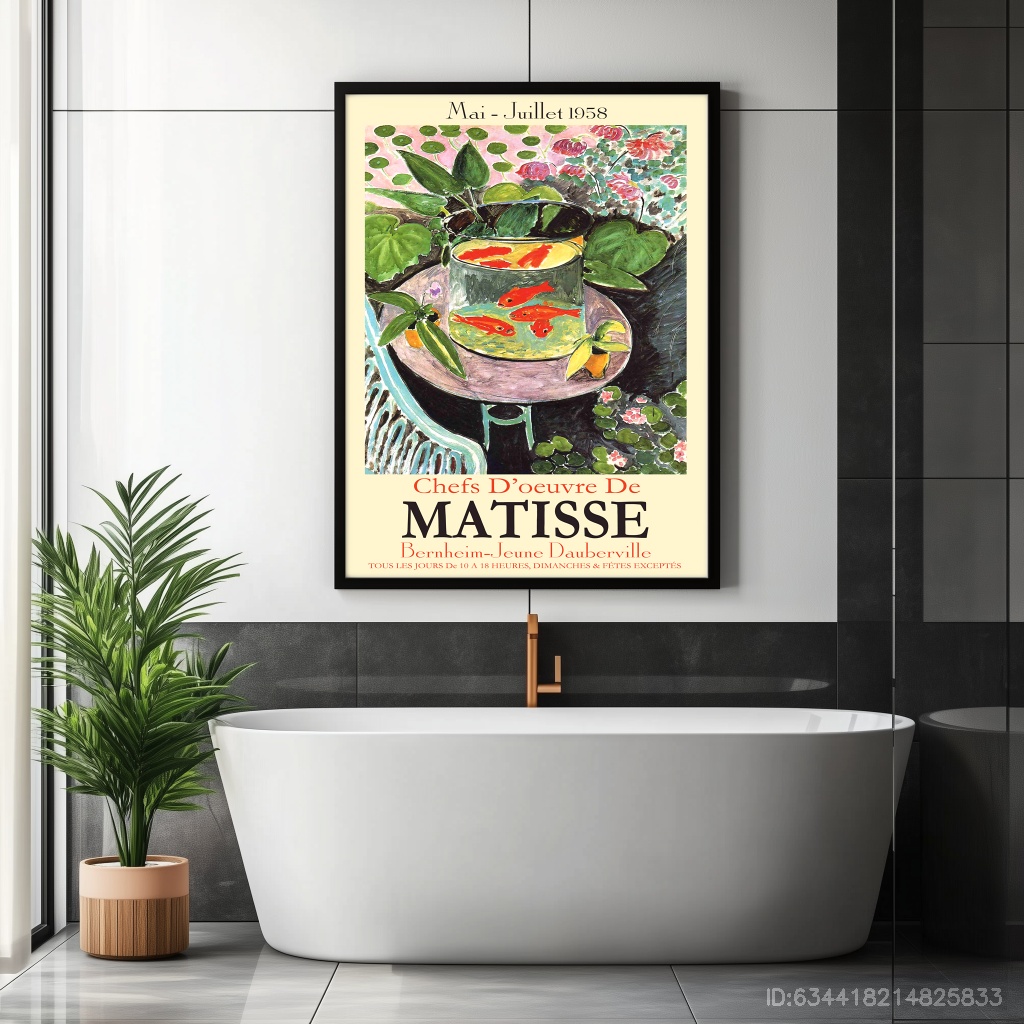 Mai - Juillet 1958
Chefs D'oeuvre De
MATISSE
Bernheim-Jeune Dauberville
TOUS LES JOURS De 10 A 18 HEURES, DIMANCHES & FÊTES EXCEPTÉS
ID:634418214825833